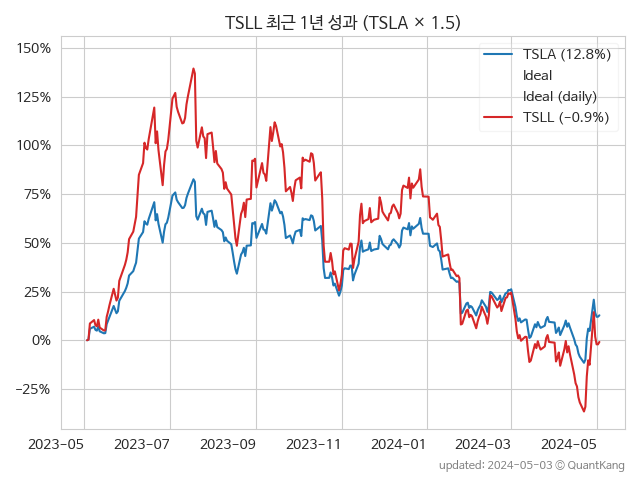 TSLL 최근 1년 성과 (TSLA × 1.5)
150%
125%
100%
75%
50%
25%
0%
−25%
TSLA (12.8%)
Ideal
Ideal (daily)
TSLL (−0.9%)
2023-05
2023-07
2023-09
2023-11
2024-01
2024-03
2024-05
updated: 2024-05-03 ⓒ QuantKang